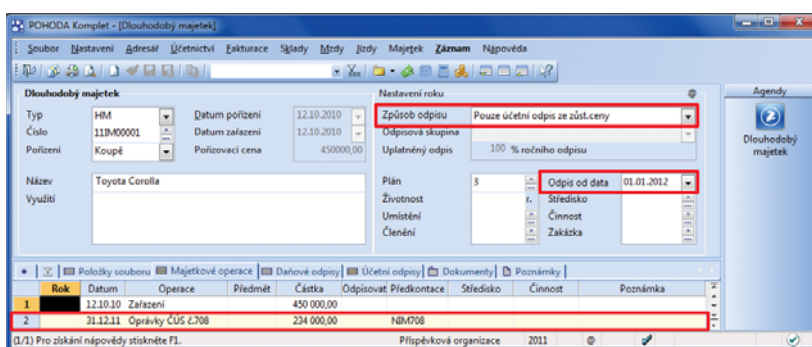 POHODA Komplet - [Dlouhodobý majetek]
Soubor Nastavení Adresář Účetnictví Fakturace Sklady Mzdy Jízdy Majetek Záznam Nápověda
Dlouhodobý majetek
Nastavení roku
@
Agendy
Typ HM Datum pořízení 12.10.2010 Způsob odpisu Pouze účetní odpis ze zůst.ceny
Číslo 11IM00001 Datum zařazení 12.10.2010 Odpisová skupina
Pořízení Koupě Pořizovací cena 450000,00 Uplatněný odpis 100 % ročního odpisu
Dlouhodobý
majetek
Název Toyota Corolla Plán 3 Odpis od data 01.01.2012
Využití Životnost r. Středisko
Umístění Činnost
Členění Zakázka
Položky souboru Majetkové operace Daňové odpisy Účetní odpisy Dokumenty Poznámky
Rok Datum Operace Předmět Částka Odpisovat Předkontace Středisko Činnost Poznámka
1 12.10.10 Zařazení 450 000,00
2 31.12.11 Oprávky ČÚS č.708 234 000,00 NIM708
(1/1) Pro získání nápovědy stiskněte F1. Příspěvková organizace 2011 @